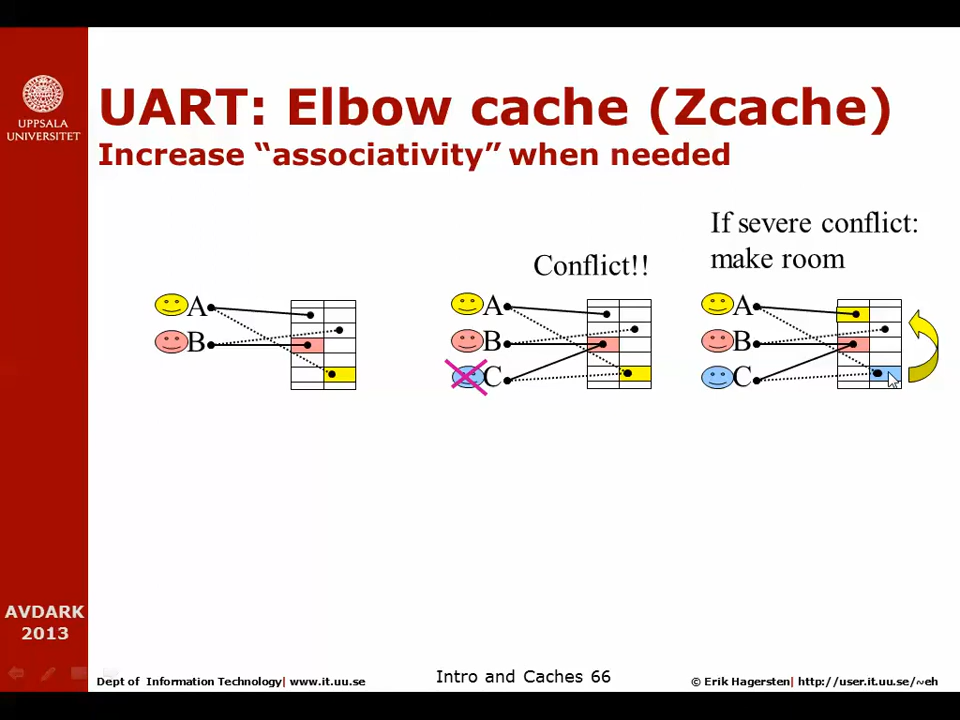 UPPSALA
UNIVERSITET
UART: Elbow cache (Zcache)
Increase “associativity” when needed
A
B
Conflict!!
A
B
C
If severe conflict:
make room
A
B
C
AVDARK
2013
Dept of Information Technology| www.it.uu.se
Intro and Caches 66
© Erik Hagersten| http://user.it.uu.se/~eh